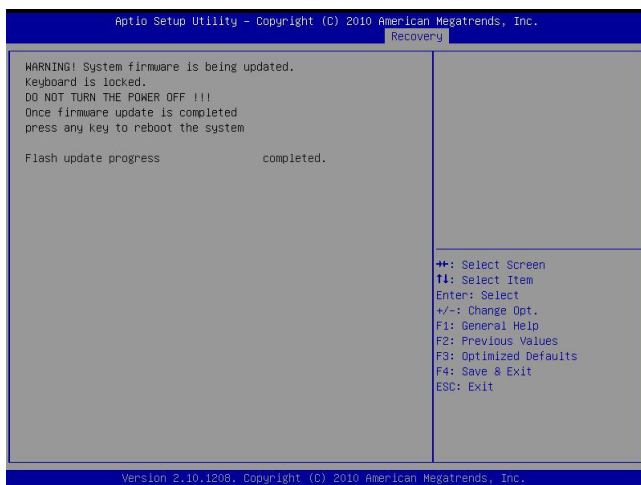 Aptio Setup Utility – Copyright (C) 2010 American Megatrends, Inc.
Recovery
WARNING! System firmware is being updated.
Keyboard is locked.
DO NOT TURN THE POWER OFF !!!
Once firmware update is completed
press any key to reboot the system
Flash update progress completed.
→←: Select Screen
↑↓: Select Item
Enter: Select
+/-: Change Opt.
F1: General Help
F2: Previous Values
F3: Optimized Defaults
F4: Save & Exit
ESC: Exit
Version 2.10.1208. Copyright (C) 2010 American Megatrends, Inc.